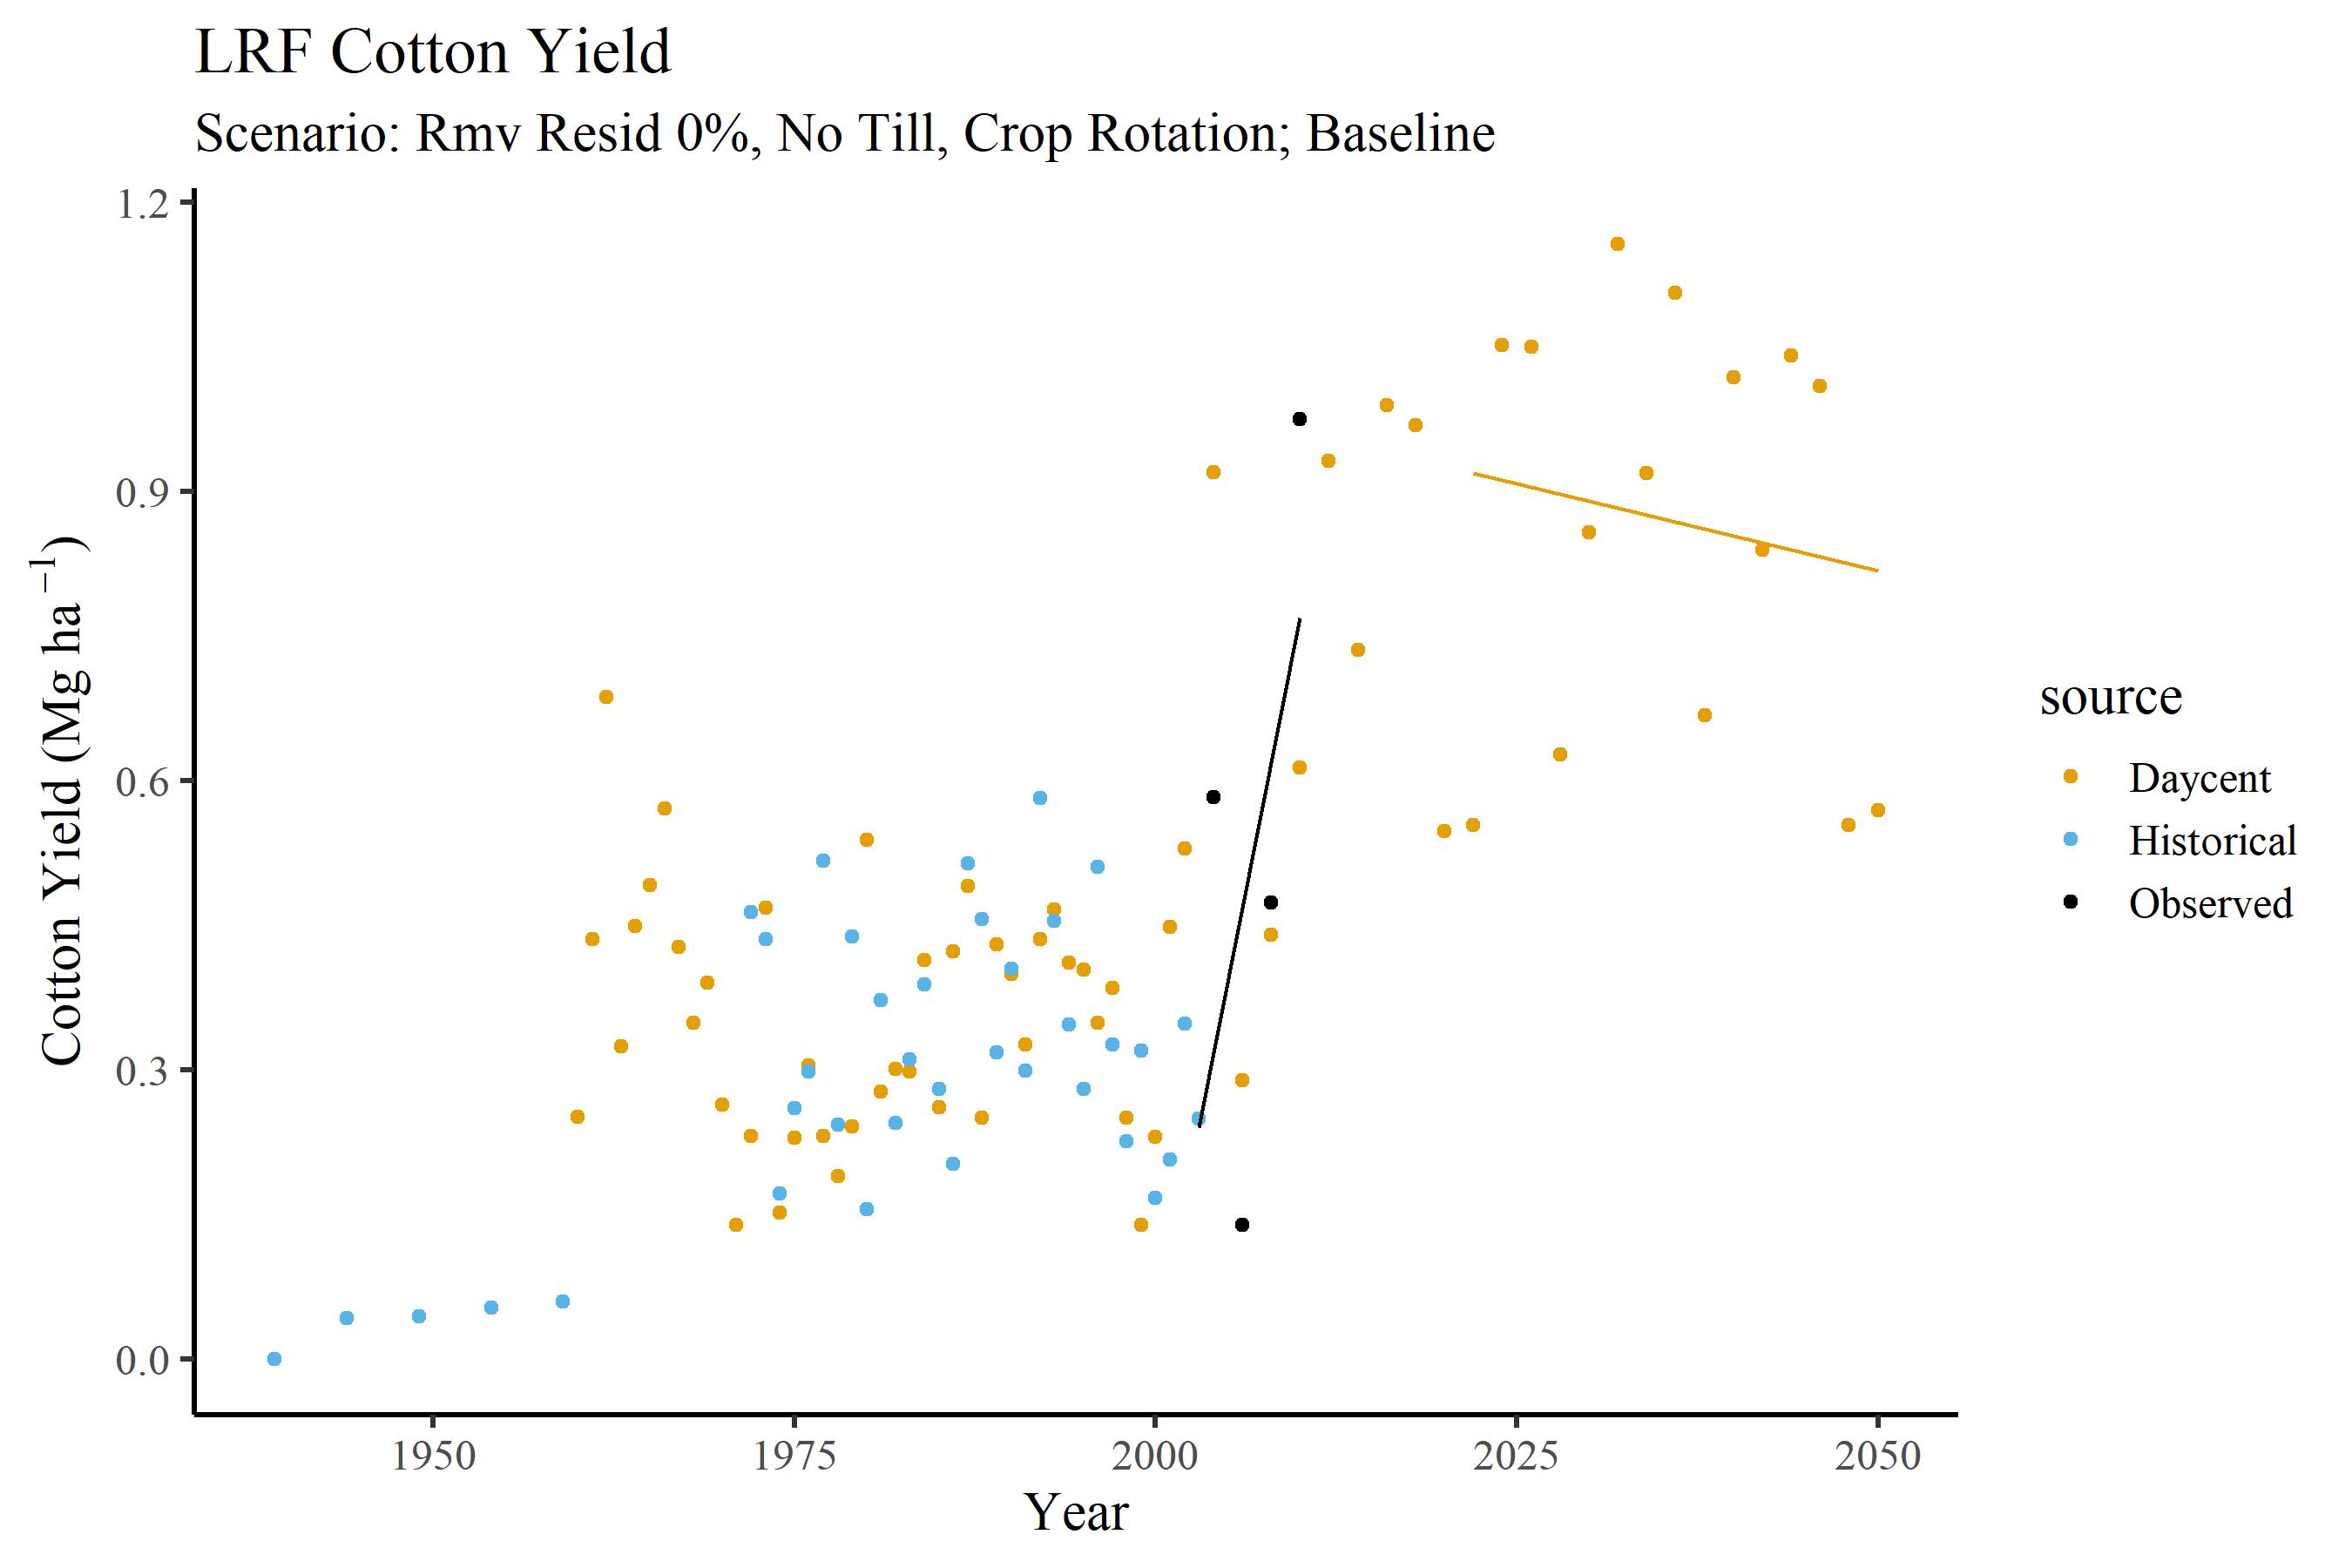 LRF Cotton Yield
Scenario: Rmv Resid 0%, No Till, Crop Rotation; Baseline
1.2
0.9
0.6
0.3
0.0
Cotton Yield (Mg ha⁻¹)
1950 1975 2000 2025 2050
Year
source
Daycent
Historical
Observed